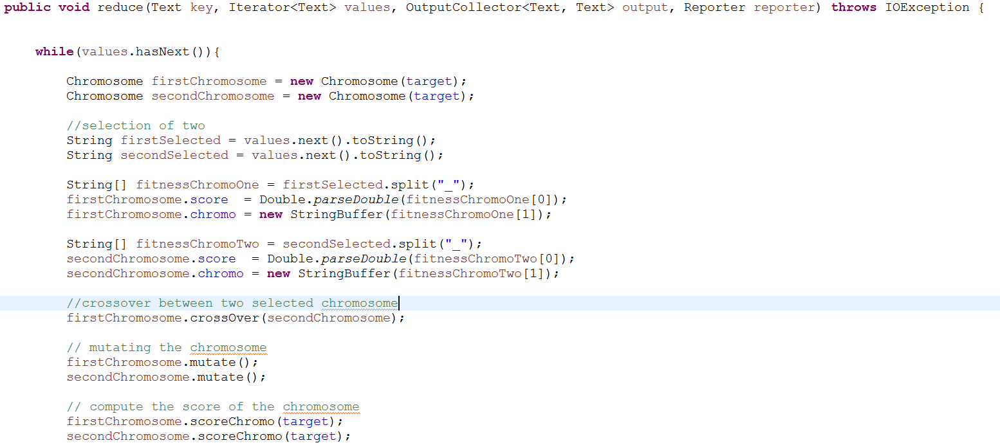 public void reduce(Text key, Iterator<Text> values, OutputCollector<Text, Text> output, Reporter reporter) throws IOException {
while(values.hasNext()){
Chromosome firstChromosome = new Chromosome(target);
Chromosome secondChromosome = new Chromosome(target);
//selection of two
String firstSelected = values.next().toString();
String secondSelected = values.next().toString();
String[] fitnessChromoOne = firstSelected.split("_");
firstChromosome.score  = Double.parseDouble(fitnessChromoOne[0]);
firstChromosome.chromo = new StringBuffer(fitnessChromoOne[1]);
String[] fitnessChromoTwo = secondSelected.split("_");
secondChromosome.score  = Double.parseDouble(fitnessChromoTwo[0]);
secondChromosome.chromo = new StringBuffer(fitnessChromoTwo[1]);
//crossover between two selected chromosome
firstChromosome.crossOver(secondChromosome);
// mutating the chromosome
firstChromosome.mutate();
secondChromosome.mutate();
// compute the score of the chromosome
firstChromosome.scoreChromo(target);
secondChromosome.scoreChromo(target);